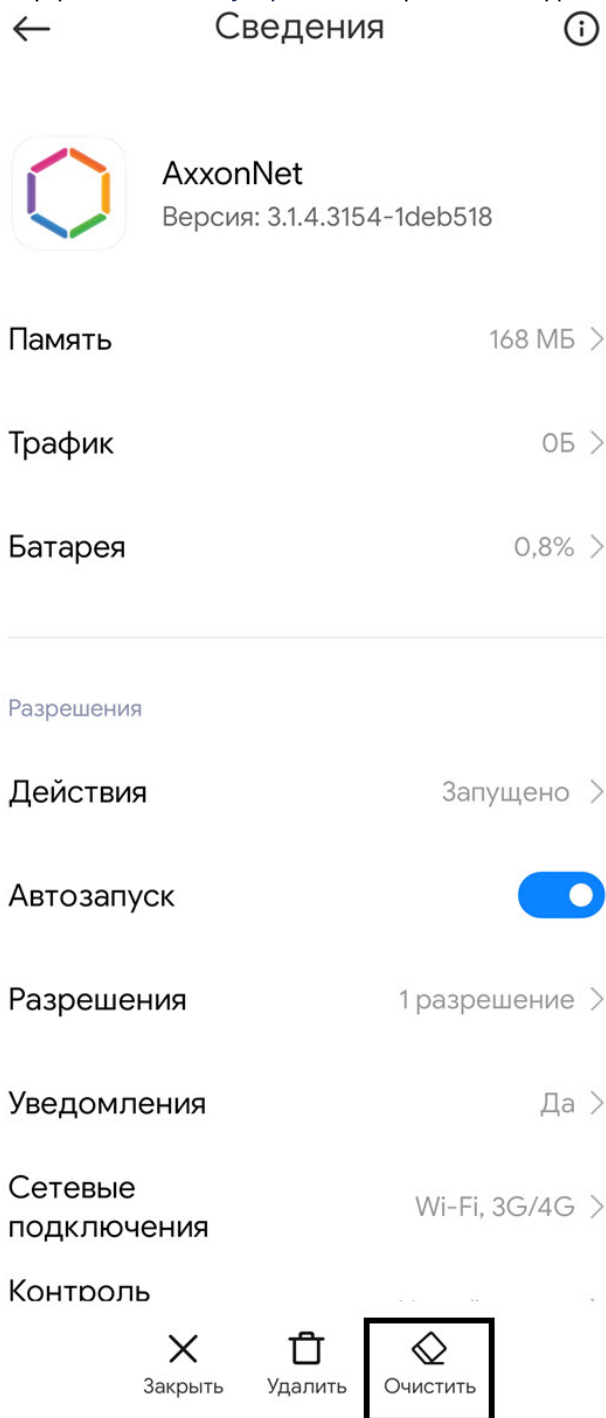 Сведения
AxxonNet
Версия: 3.1.4.3154-1deb518
Память 168 МБ
Трафик 0Б
Батарея 0,8%
Разрешения
Действия Запущено
Автозапуск
Разрешения 1 разрешение
Уведомления Да
Сетевые
подключения Wi-Fi, 3G/4G
Контроль
Закрыть Удалить Очистить